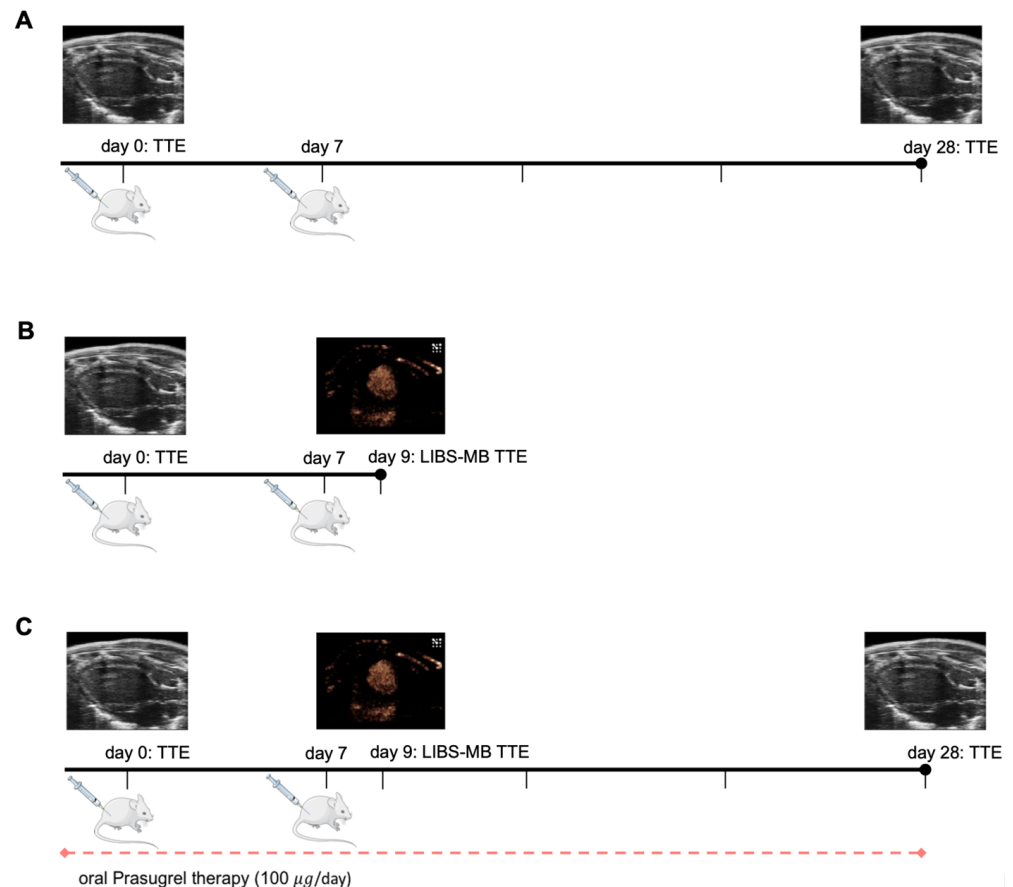 A
day 0: TTE
day 7
day 28: TTE
B
day 0: TTE
day 7
day 9: LIBS-MB TTE
C
day 0: TTE
day 7
day 9: LIBS-MB TTE
day 28: TTE
oral Prasugrel therapy (100 𝜇g/day)